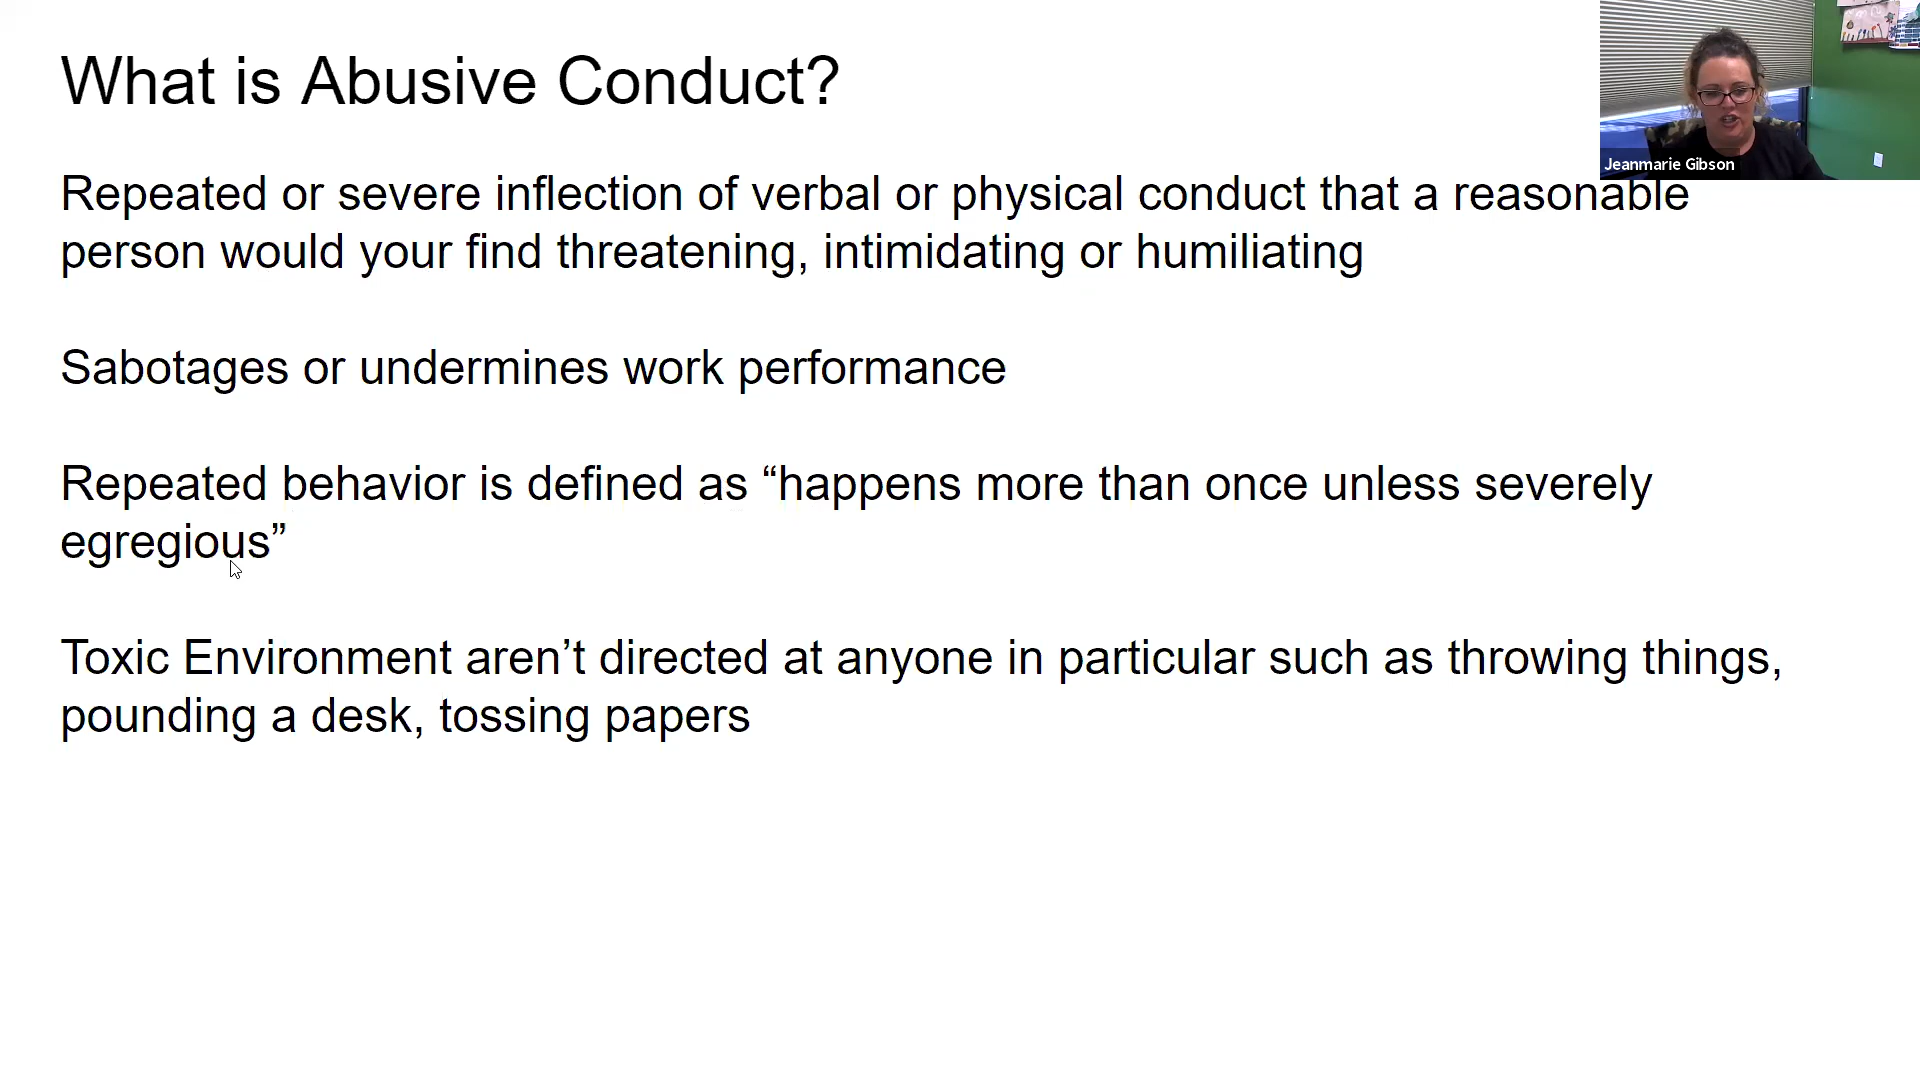 What is Abusive Conduct?
Jeanmarie Gibson
Repeated or severe inflection of verbal or physical conduct that a reasonable
person would your find threatening, intimidating or humiliating
Sabotages or undermines work performance
Repeated behavior is defined as “happens more than once unless severely
egregious”
Toxic Environment aren’t directed at anyone in particular such as throwing things,
pounding a desk, tossing papers